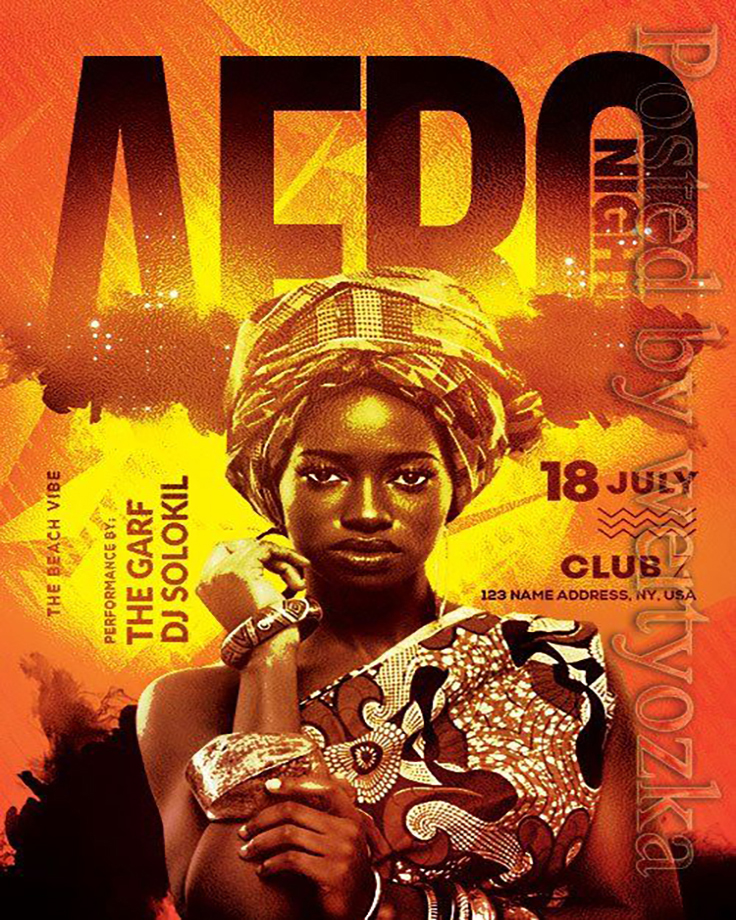 AFRO
NIGHT
THE BEACH VIBE
PERFORMANCE BY:
THE GARF
DJ SOLOKIL
18 JULY
CLUB
123 NAME ADDRESS, NY, USA
Posted by wertyozka